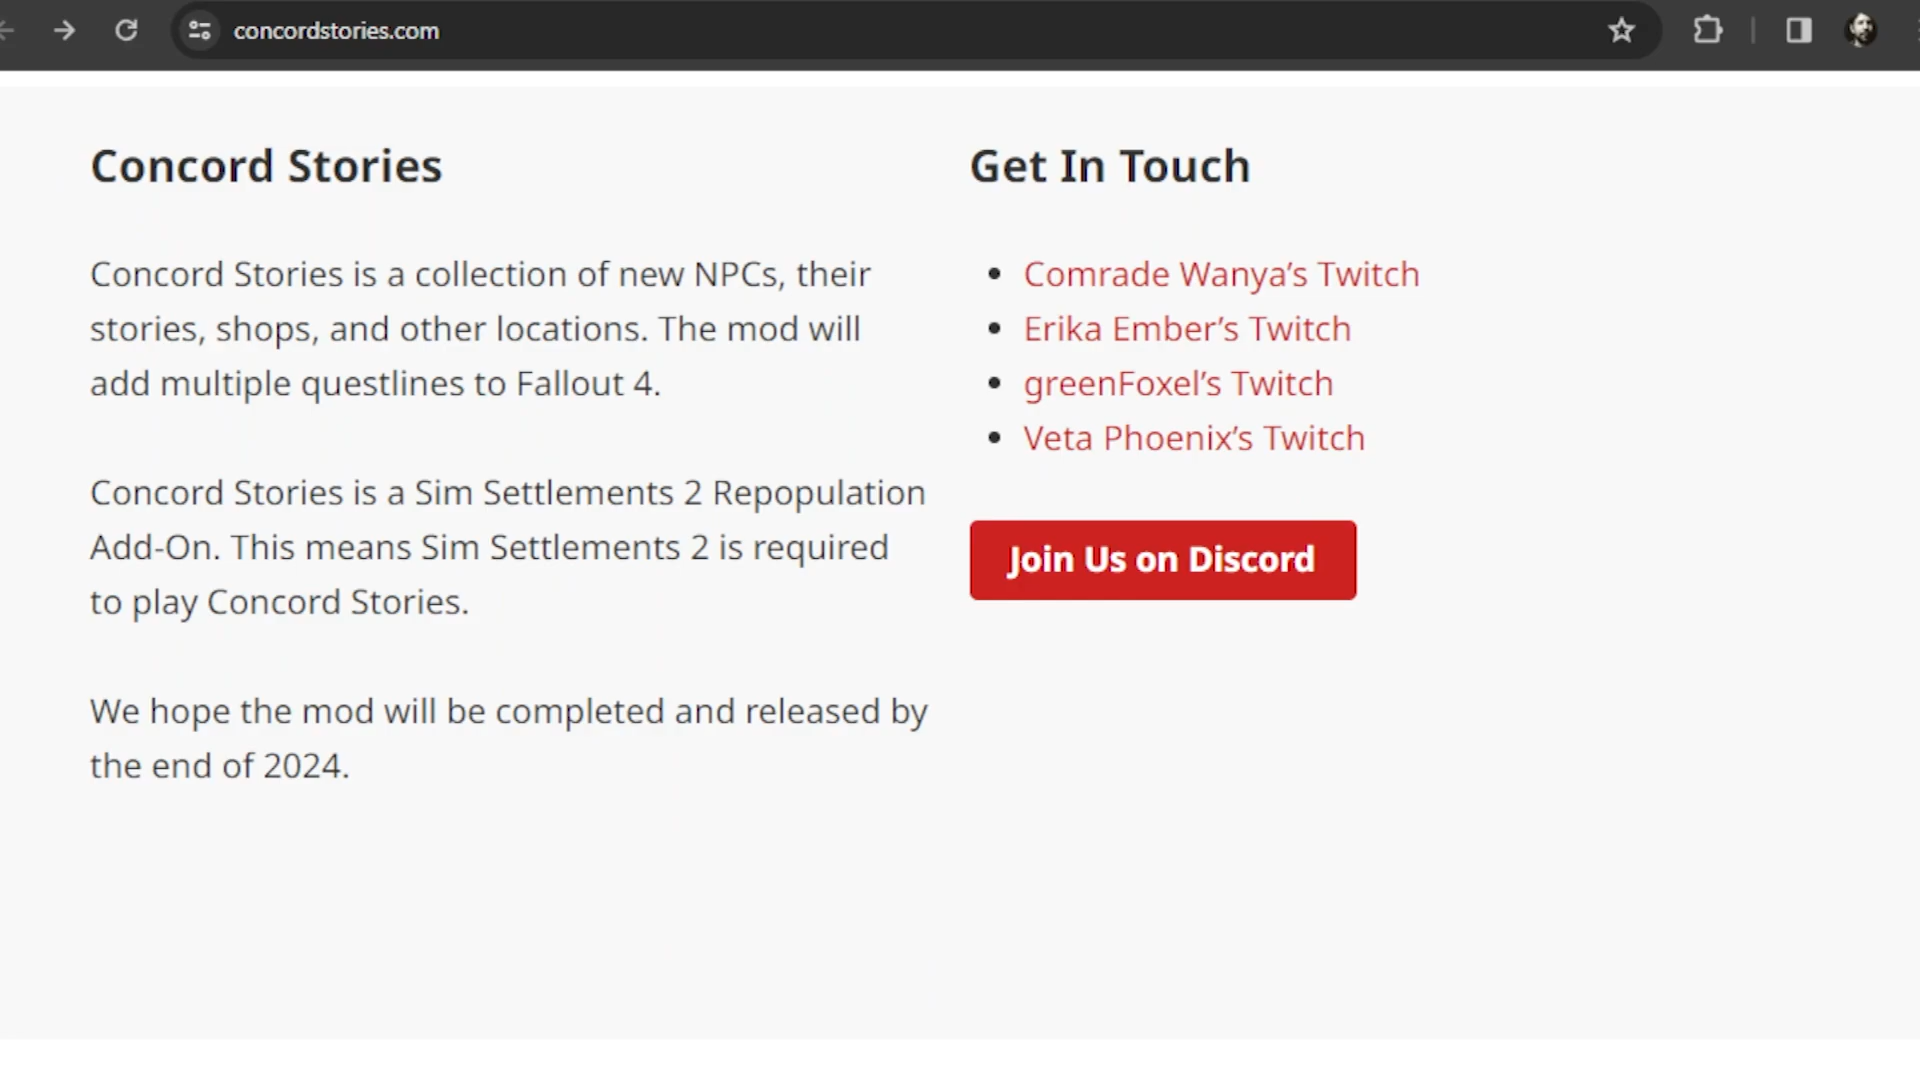 concordstories.com
Concord Stories
Concord Stories is a collection of new NPCs, their
stories, shops, and other locations. The mod will
add multiple questlines to Fallout 4.
Concord Stories is a Sim Settlements 2 Repopulation
Add-On. This means Sim Settlements 2 is required
to play Concord Stories.
We hope the mod will be completed and released by
the end of 2024.
Get In Touch
Comrade Wanya’s Twitch
Erika Ember’s Twitch
greenFoxel’s Twitch
Veta Phoenix’s Twitch
Join Us on Discord